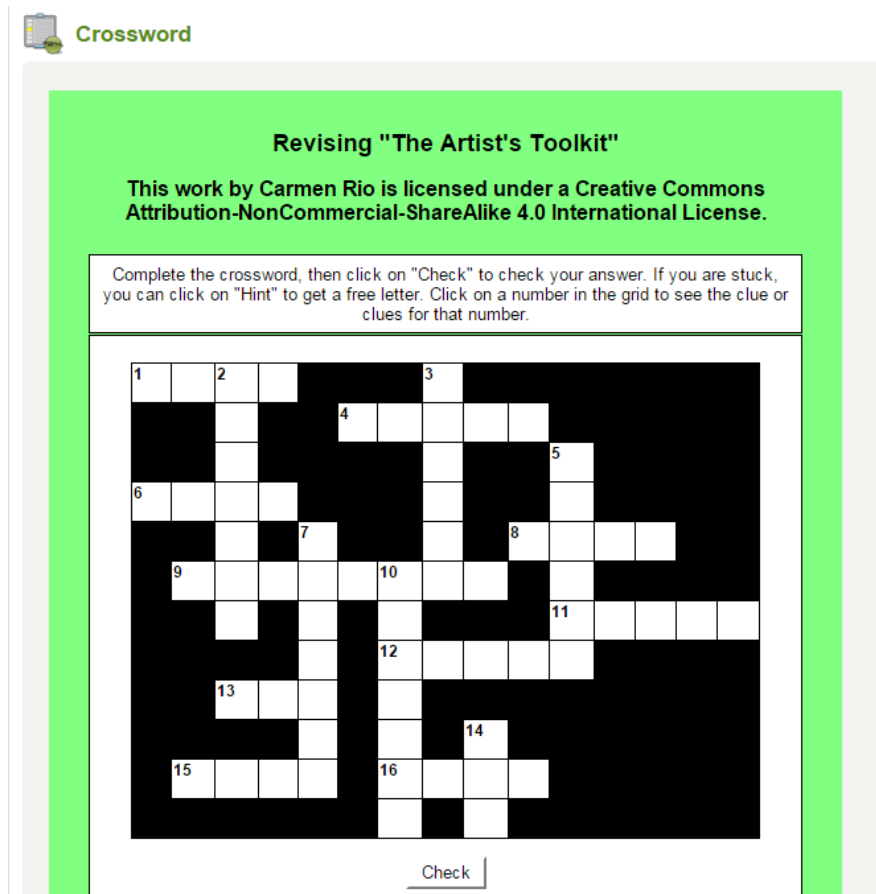 Crossword
Revising "The Artist's Toolkit"
This work by Carmen Rio is licensed under a Creative Commons
Attribution-NonCommercial-ShareAlike 4.0 International License.
Complete the crossword, then click on "Check" to check your answer. If you are stuck,
you can click on "Hint" to get a free letter. Click on a number in the grid to see the clue or
clues for that number.
1 2 3
4
5
6
7 8
9 10
11
12
13
14
15 16
Check